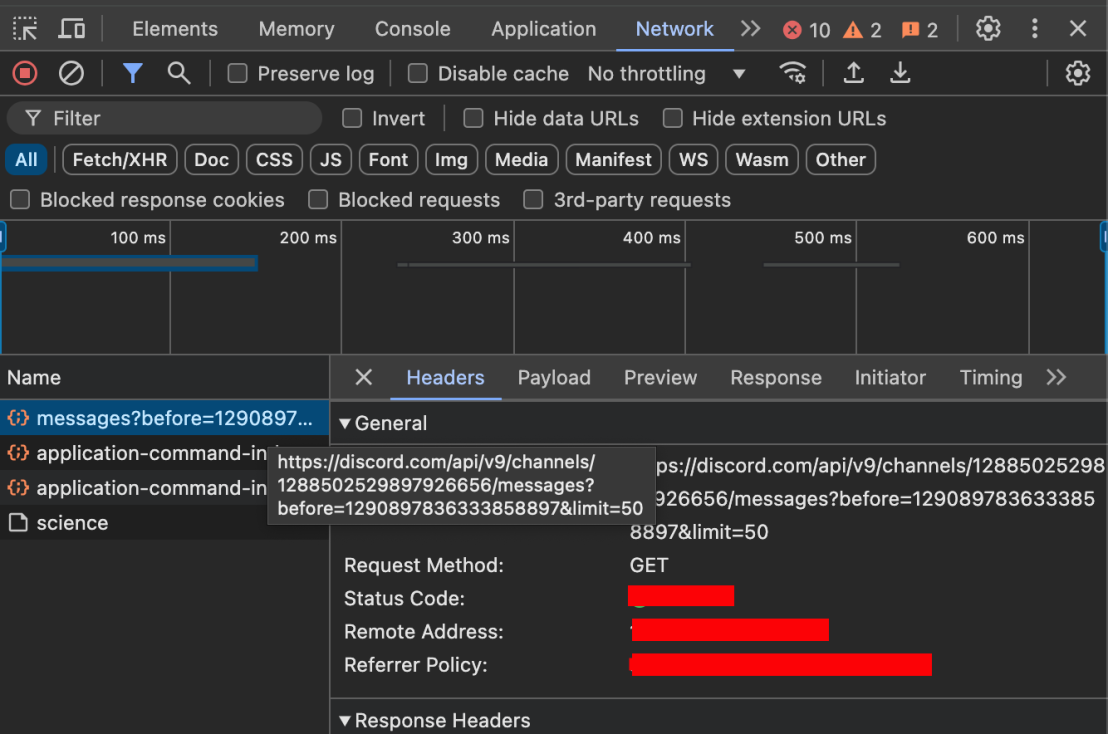 Elements Memory Console Application Network 10 2 2
Preserve log Disable cache No throttling
Filter Invert Hide data URLs Hide extension URLs
All Fetch/XHR Doc CSS JS Font Img Media Manifest WS Wasm Other
Blocked response cookies Blocked requests 3rd-party requests
100 ms 200 ms 300 ms 400 ms 500 ms 600 ms
Name
messages?before=1290897...
application-command-in
application-command-in
science
Headers Payload Preview Response Initiator Timing
General
https://discord.com/api/v9/channels/
1288502529897926656/messages?
before=1290897836333858897&limit=50
ps://discord.com/api/v9/channels/12885025298
926656/messages?before=129089783633385
8897&limit=50
Request Method: GET
Status Code:
Remote Address:
Referrer Policy:
Response Headers